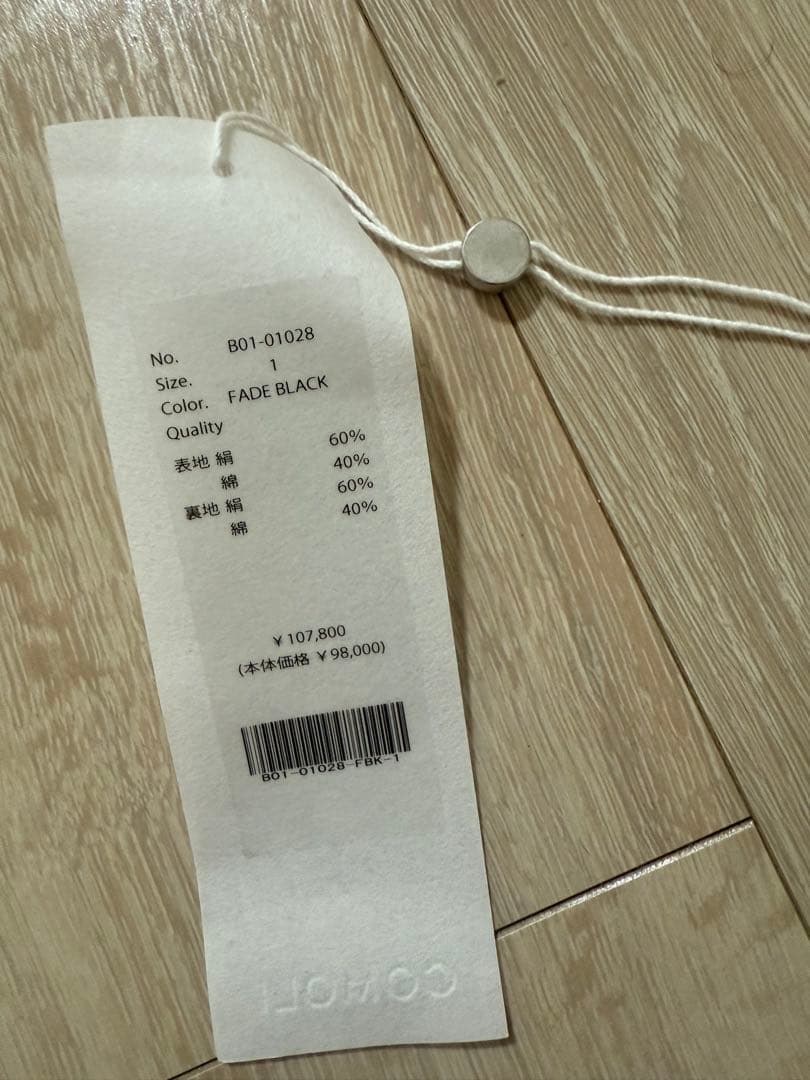 No. B01-01028
Size. 1
Color. FADE BLACK
Quality
表地 絹 60%
綿 40%
裏地 絹 60%
綿 40%
¥107,800
(本体価格 ¥98,000)
B01-01028-FBK-1
COMOLI